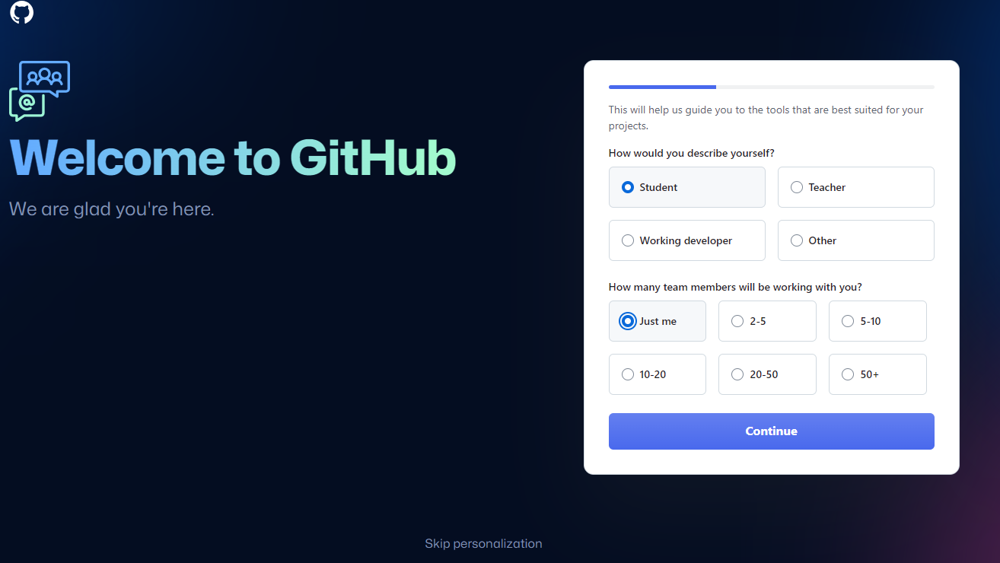 @
Welcome to GitHub
We are glad you're here.
This will help us guide you to the tools that are best suited for your
projects.
How would you describe yourself?
Student
Teacher
Working developer
Other
How many team members will be working with you?
Just me
2-5
5-10
10-20
20-50
50+
Continue
Skip personalization